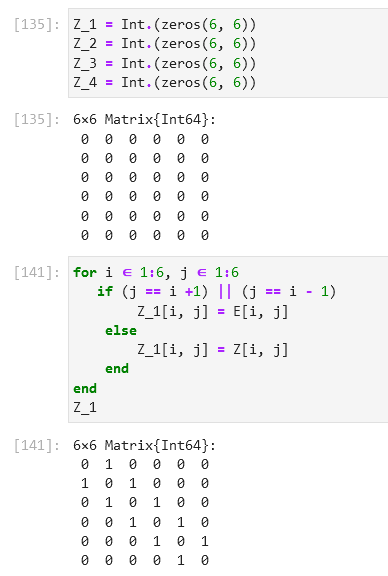 [135]: Z_1 = Int.(zeros(6, 6))
Z_2 = Int.(zeros(6, 6))
Z_3 = Int.(zeros(6, 6))
Z_4 = Int.(zeros(6, 6))
[135]: 6×6 Matrix{Int64}:
0 0 0 0 0 0
0 0 0 0 0 0
0 0 0 0 0 0
0 0 0 0 0 0
0 0 0 0 0 0
0 0 0 0 0 0
[141]: for i ∈ 1:6, j ∈ 1:6
if (j == i +1) || (j == i - 1)
Z_1[i, j] = E[i, j]
else
Z_1[i, j] = Z[i, j]
end
end
Z_1
[141]: 6×6 Matrix{Int64}:
0 1 0 0 0 0
1 0 1 0 0 0
0 1 0 1 0 0
0 0 1 0 1 0
0 0 0 1 0 1
0 0 0 0 1 0